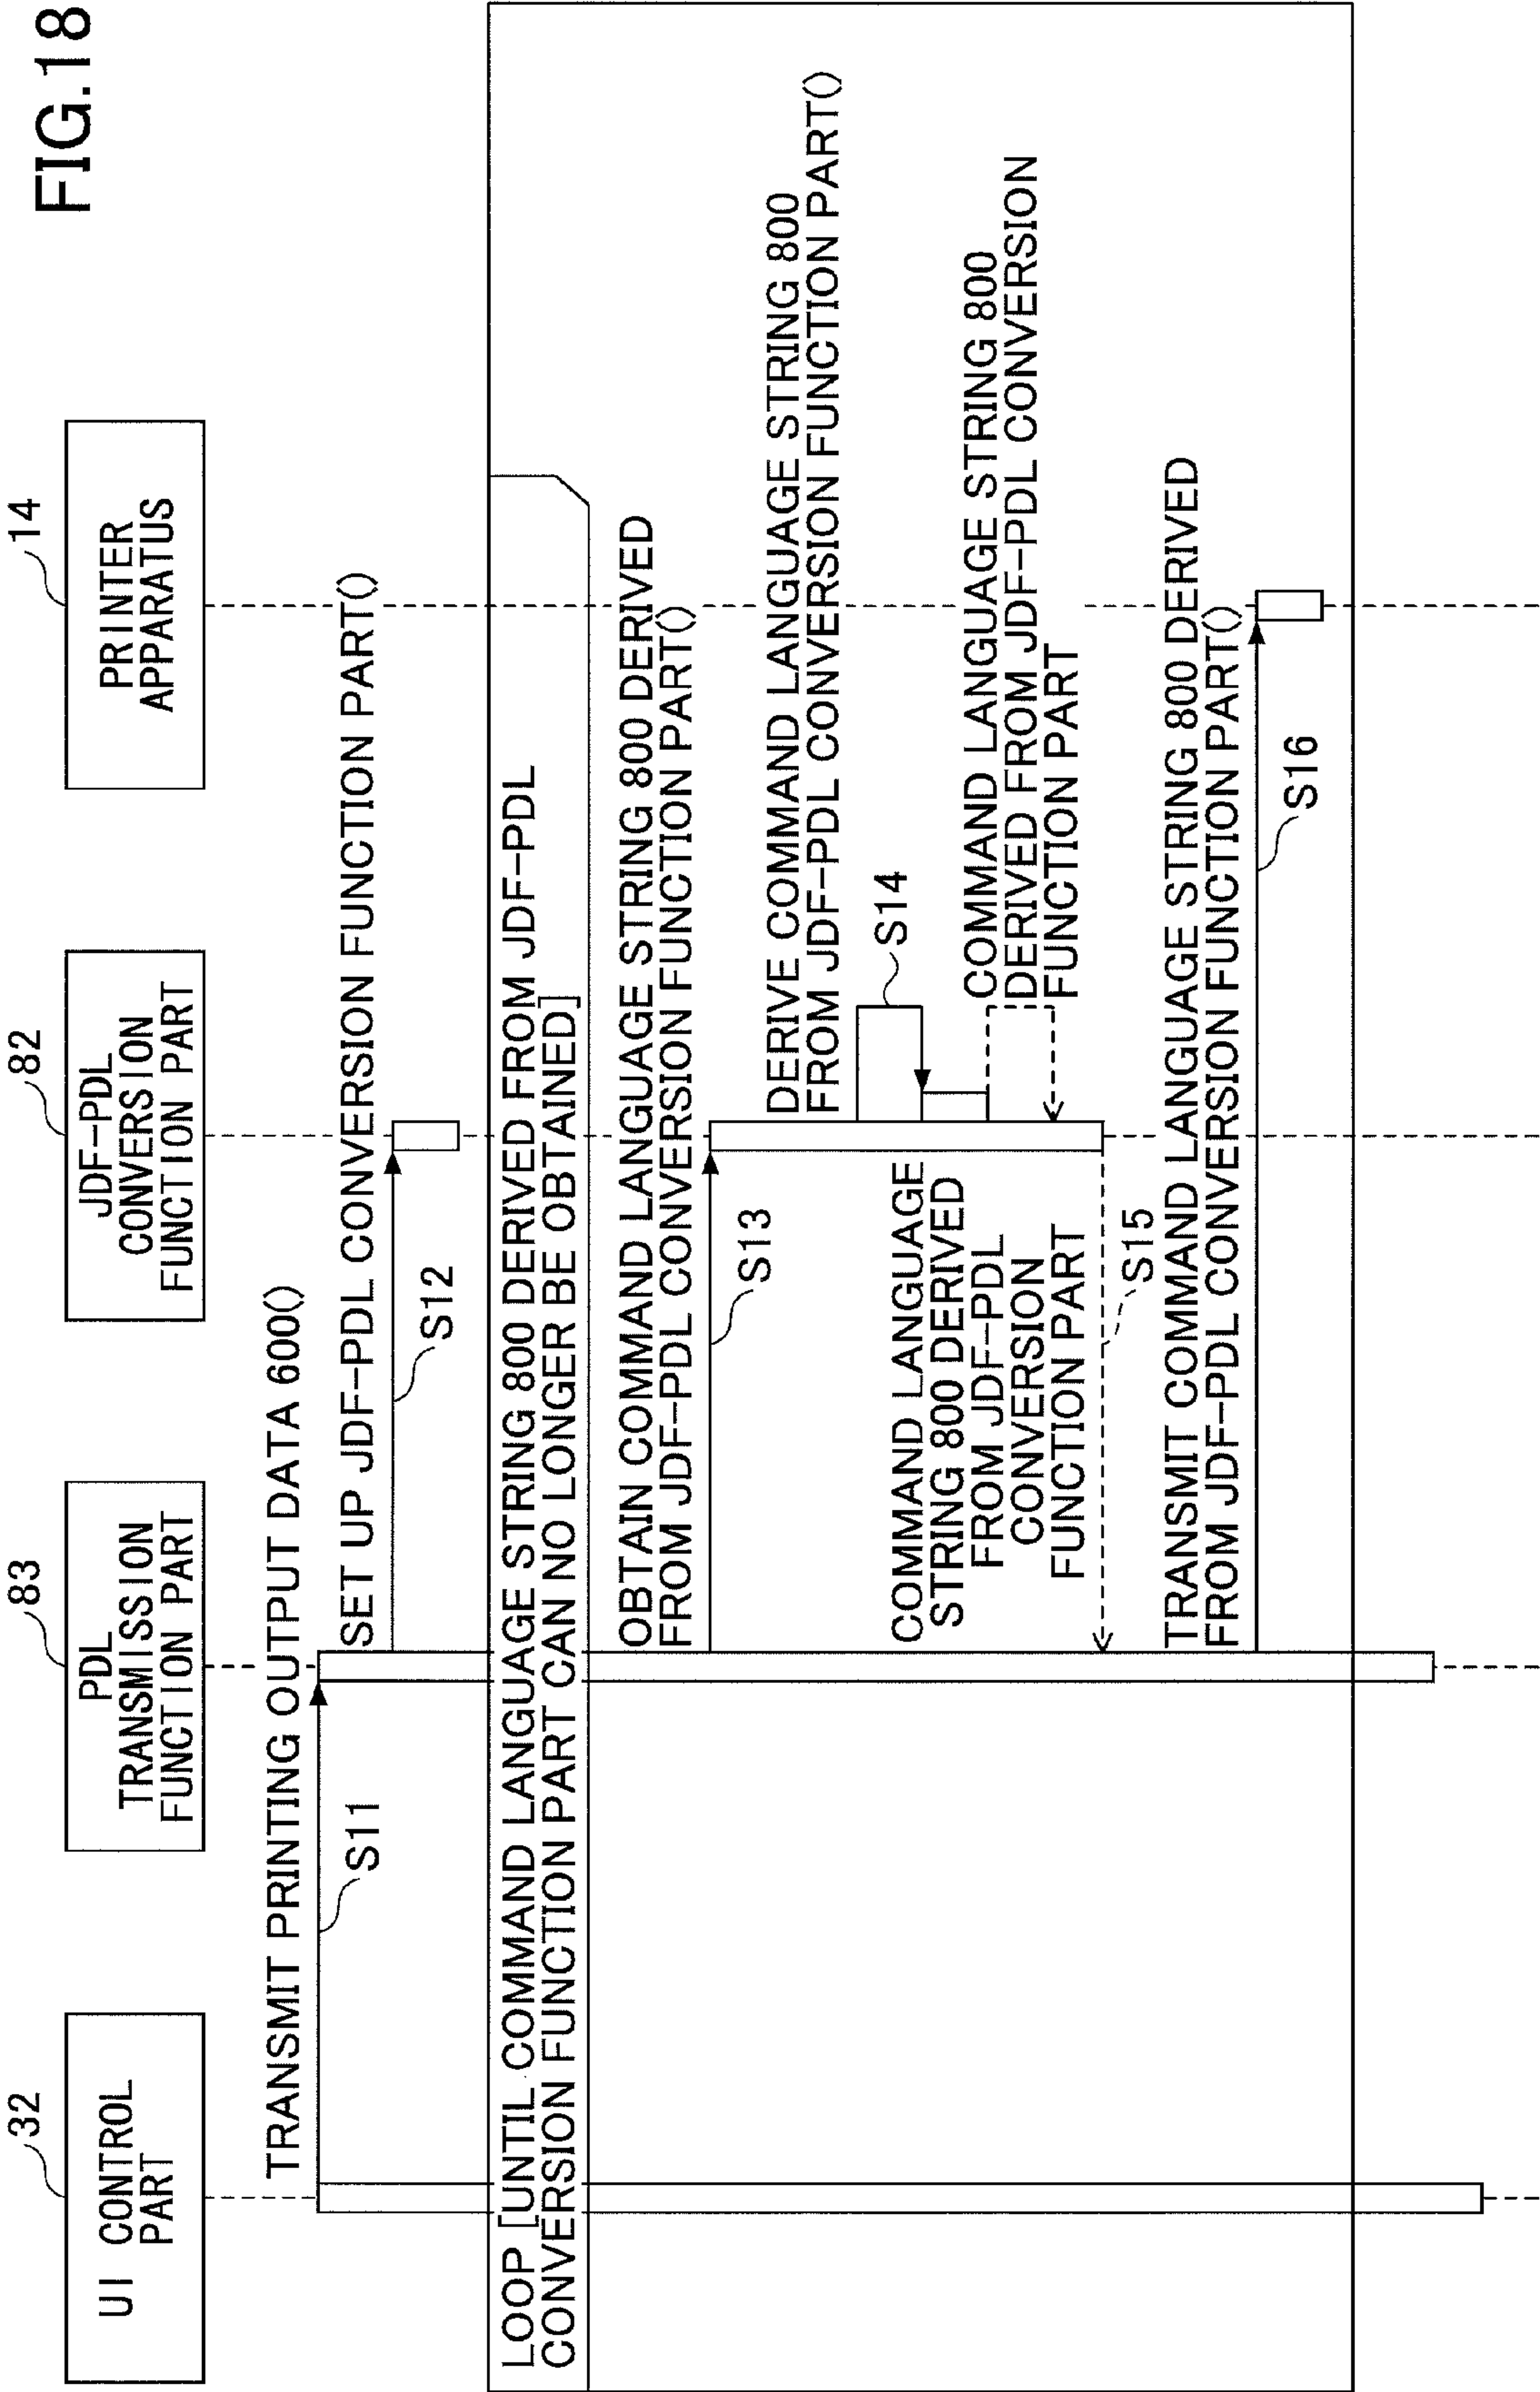 FIG.18
32
UI CONTROL
PART
83
PDL
TRANSMISSION
FUNCTION PART
82
JDF-PDL
CONVERSION
FUNCTION PART
14
PRINTER
APPARATUS
TRANSMIT PRINTING OUTPUT DATA 600()
S11
SET UP JDF-PDL CONVERSION FUNCTION PART()
S12
LOOP [UNTIL COMMAND LANGUAGE STRING 800 DERIVED FROM JDF-PDL
CONVERSION FUNCTION PART CAN NO LONGER BE OBTAINED]
OBTAIN COMMAND LANGUAGE STRING 800 DERIVED
FROM JDF-PDL CONVERSION FUNCTION PART()
S13
DERIVE COMMAND LANGUAGE STRING 800
FROM JDF-PDL CONVERSION FUNCTION PART()
S14
COMMAND LANGUAGE STRING 800
DERIVED FROM JDF-PDL CONVERSION
FUNCTION PART
COMMAND LANGUAGE
STRING 800 DERIVED
FROM JDF-PDL
CONVERSION
FUNCTION PART
S15
TRANSMIT COMMAND LANGUAGE STRING 800 DERIVED
FROM JDF-PDL CONVERSION FUNCTION PART()
S16